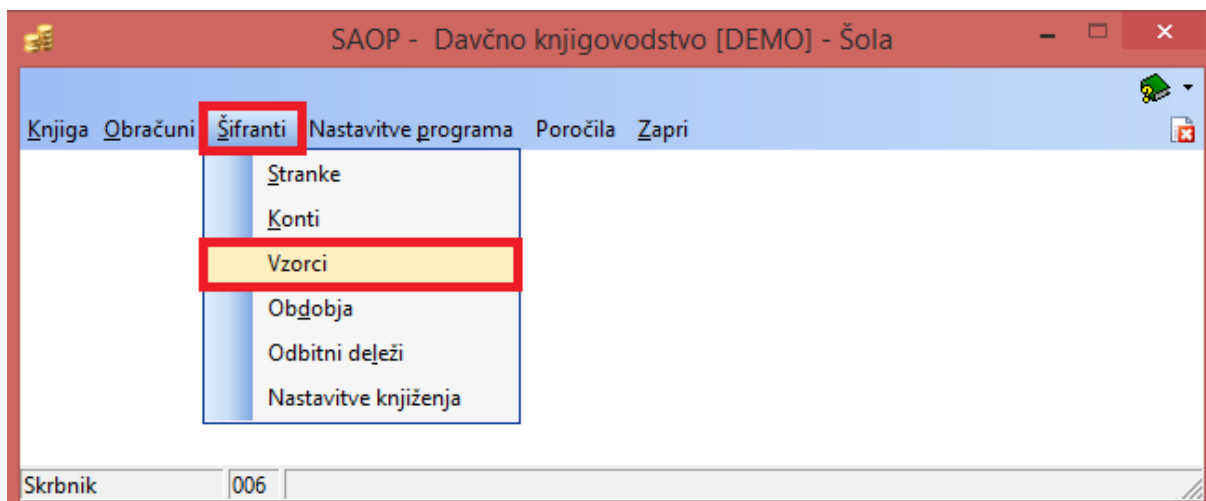 SAOP - Davčno knjigovodstvo [DEMO] - Šola
Knjiga Obračuni Šifranti Nastavitve programa Poročila Zapri
Stranke
Konti
Vzorci
Obdobja
Odbitni deleži
Nastavitve knjiženja
Skrbnik 006